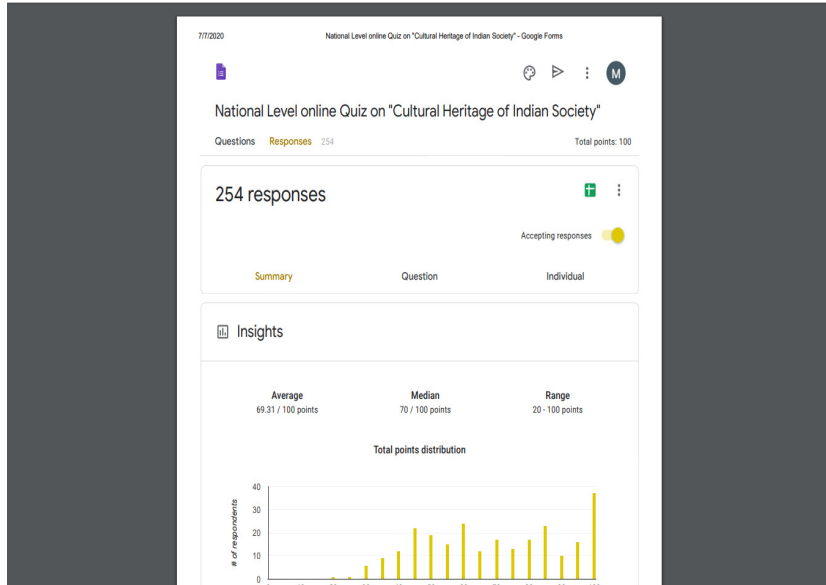 7/7/2020 National Level online Quiz on "Cultural Heritage of Indian Society" - Google Forms
M
National Level online Quiz on "Cultural Heritage of Indian Society"
Questions Responses 254 Total points: 100
254 responses
Accepting responses
Summary Question Individual
Insights
Average Median Range
69.31 / 100 points 70 / 100 points 20 - 100 points
Total points distribution
# of respondents
40
30
20
10
0